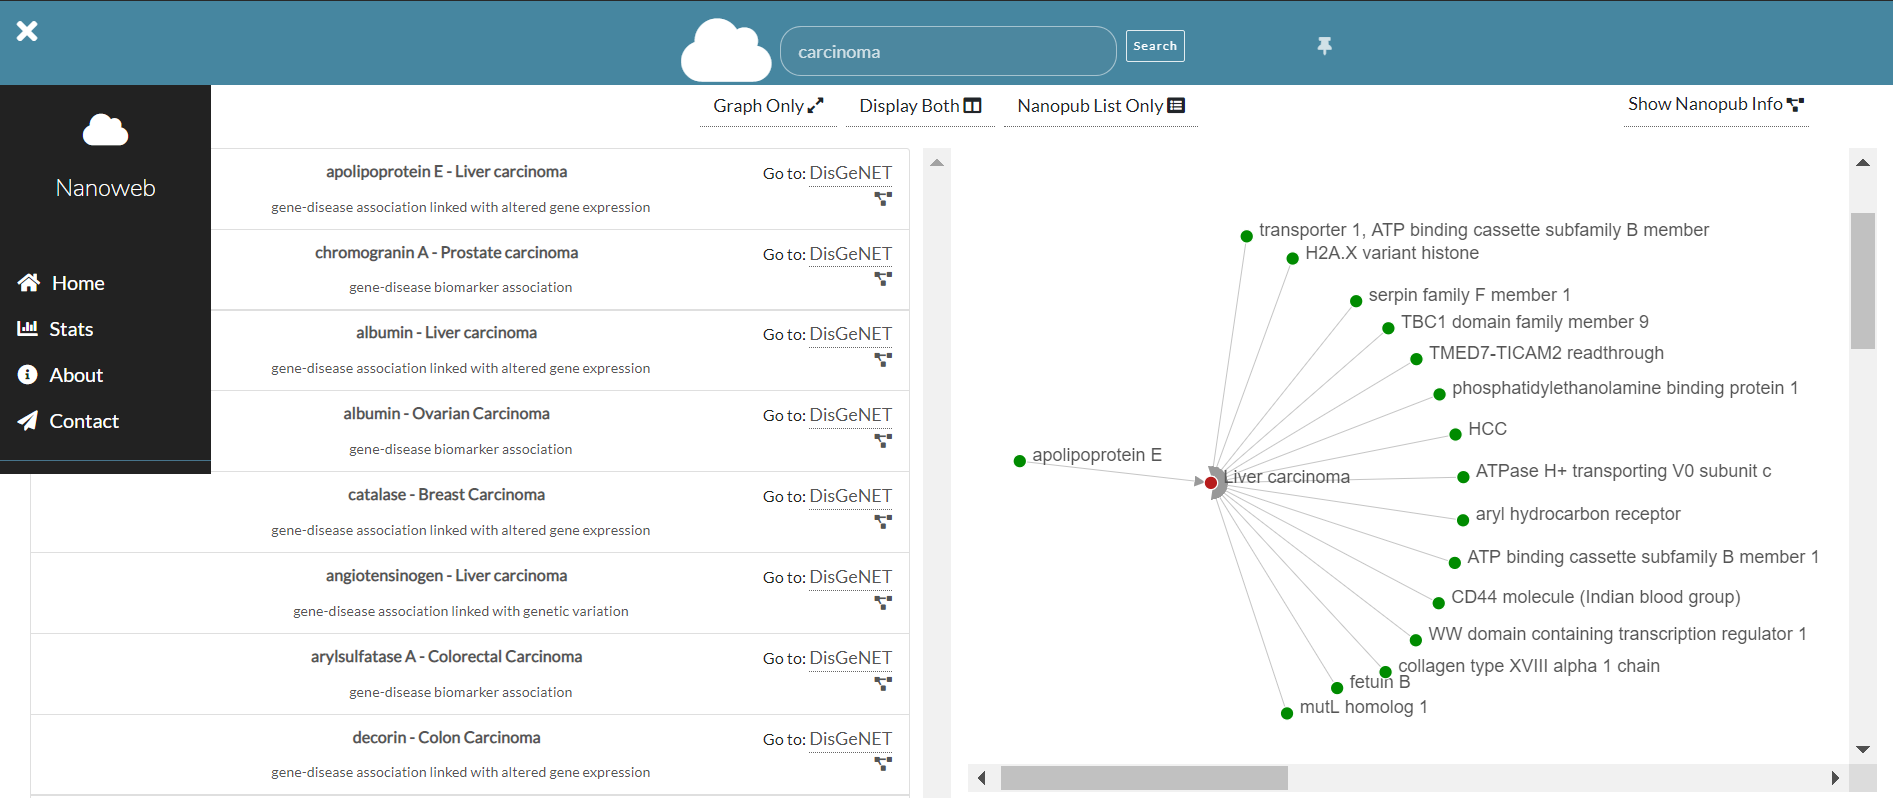 carcinoma
Search
Graph Only
Display Both
Nanopub List Only
Show Nanopub Info
Nanoweb
Home
Stats
About
Contact
apolipoprotein E - Liver carcinoma
Go to: DisGeNET
gene-disease association linked with altered gene expression
chromogranin A - Prostate carcinoma
Go to: DisGeNET
gene-disease biomarker association
albumin - Liver carcinoma
Go to: DisGeNET
gene-disease association linked with altered gene expression
albumin - Ovarian Carcinoma
Go to: DisGeNET
gene-disease biomarker association
catalase - Breast Carcinoma
Go to: DisGeNET
gene-disease association linked with altered gene expression
angiotensinogen - Liver carcinoma
Go to: DisGeNET
gene-disease association linked with genetic variation
arylsulfatase A - Colorectal Carcinoma
Go to: DisGeNET
gene-disease biomarker association
decorin - Colon Carcinoma
Go to: DisGeNET
gene-disease association linked with altered gene expression
transporter 1, ATP binding cassette subfamily B member
H2A.X variant histone
serpin family F member 1
TBC1 domain family member 9
TMED7-TICAM2 readthrough
phosphatidylethanolamine binding protein 1
HCC
apolipoprotein E
Liver carcinoma
ATPase H+ transporting V0 subunit c
aryl hydrocarbon receptor
ATP binding cassette subfamily B member 1
CD44 molecule (Indian blood group)
WW domain containing transcription regulator 1
collagen type XVIII alpha 1 chain
fetuin B
mutL homolog 1